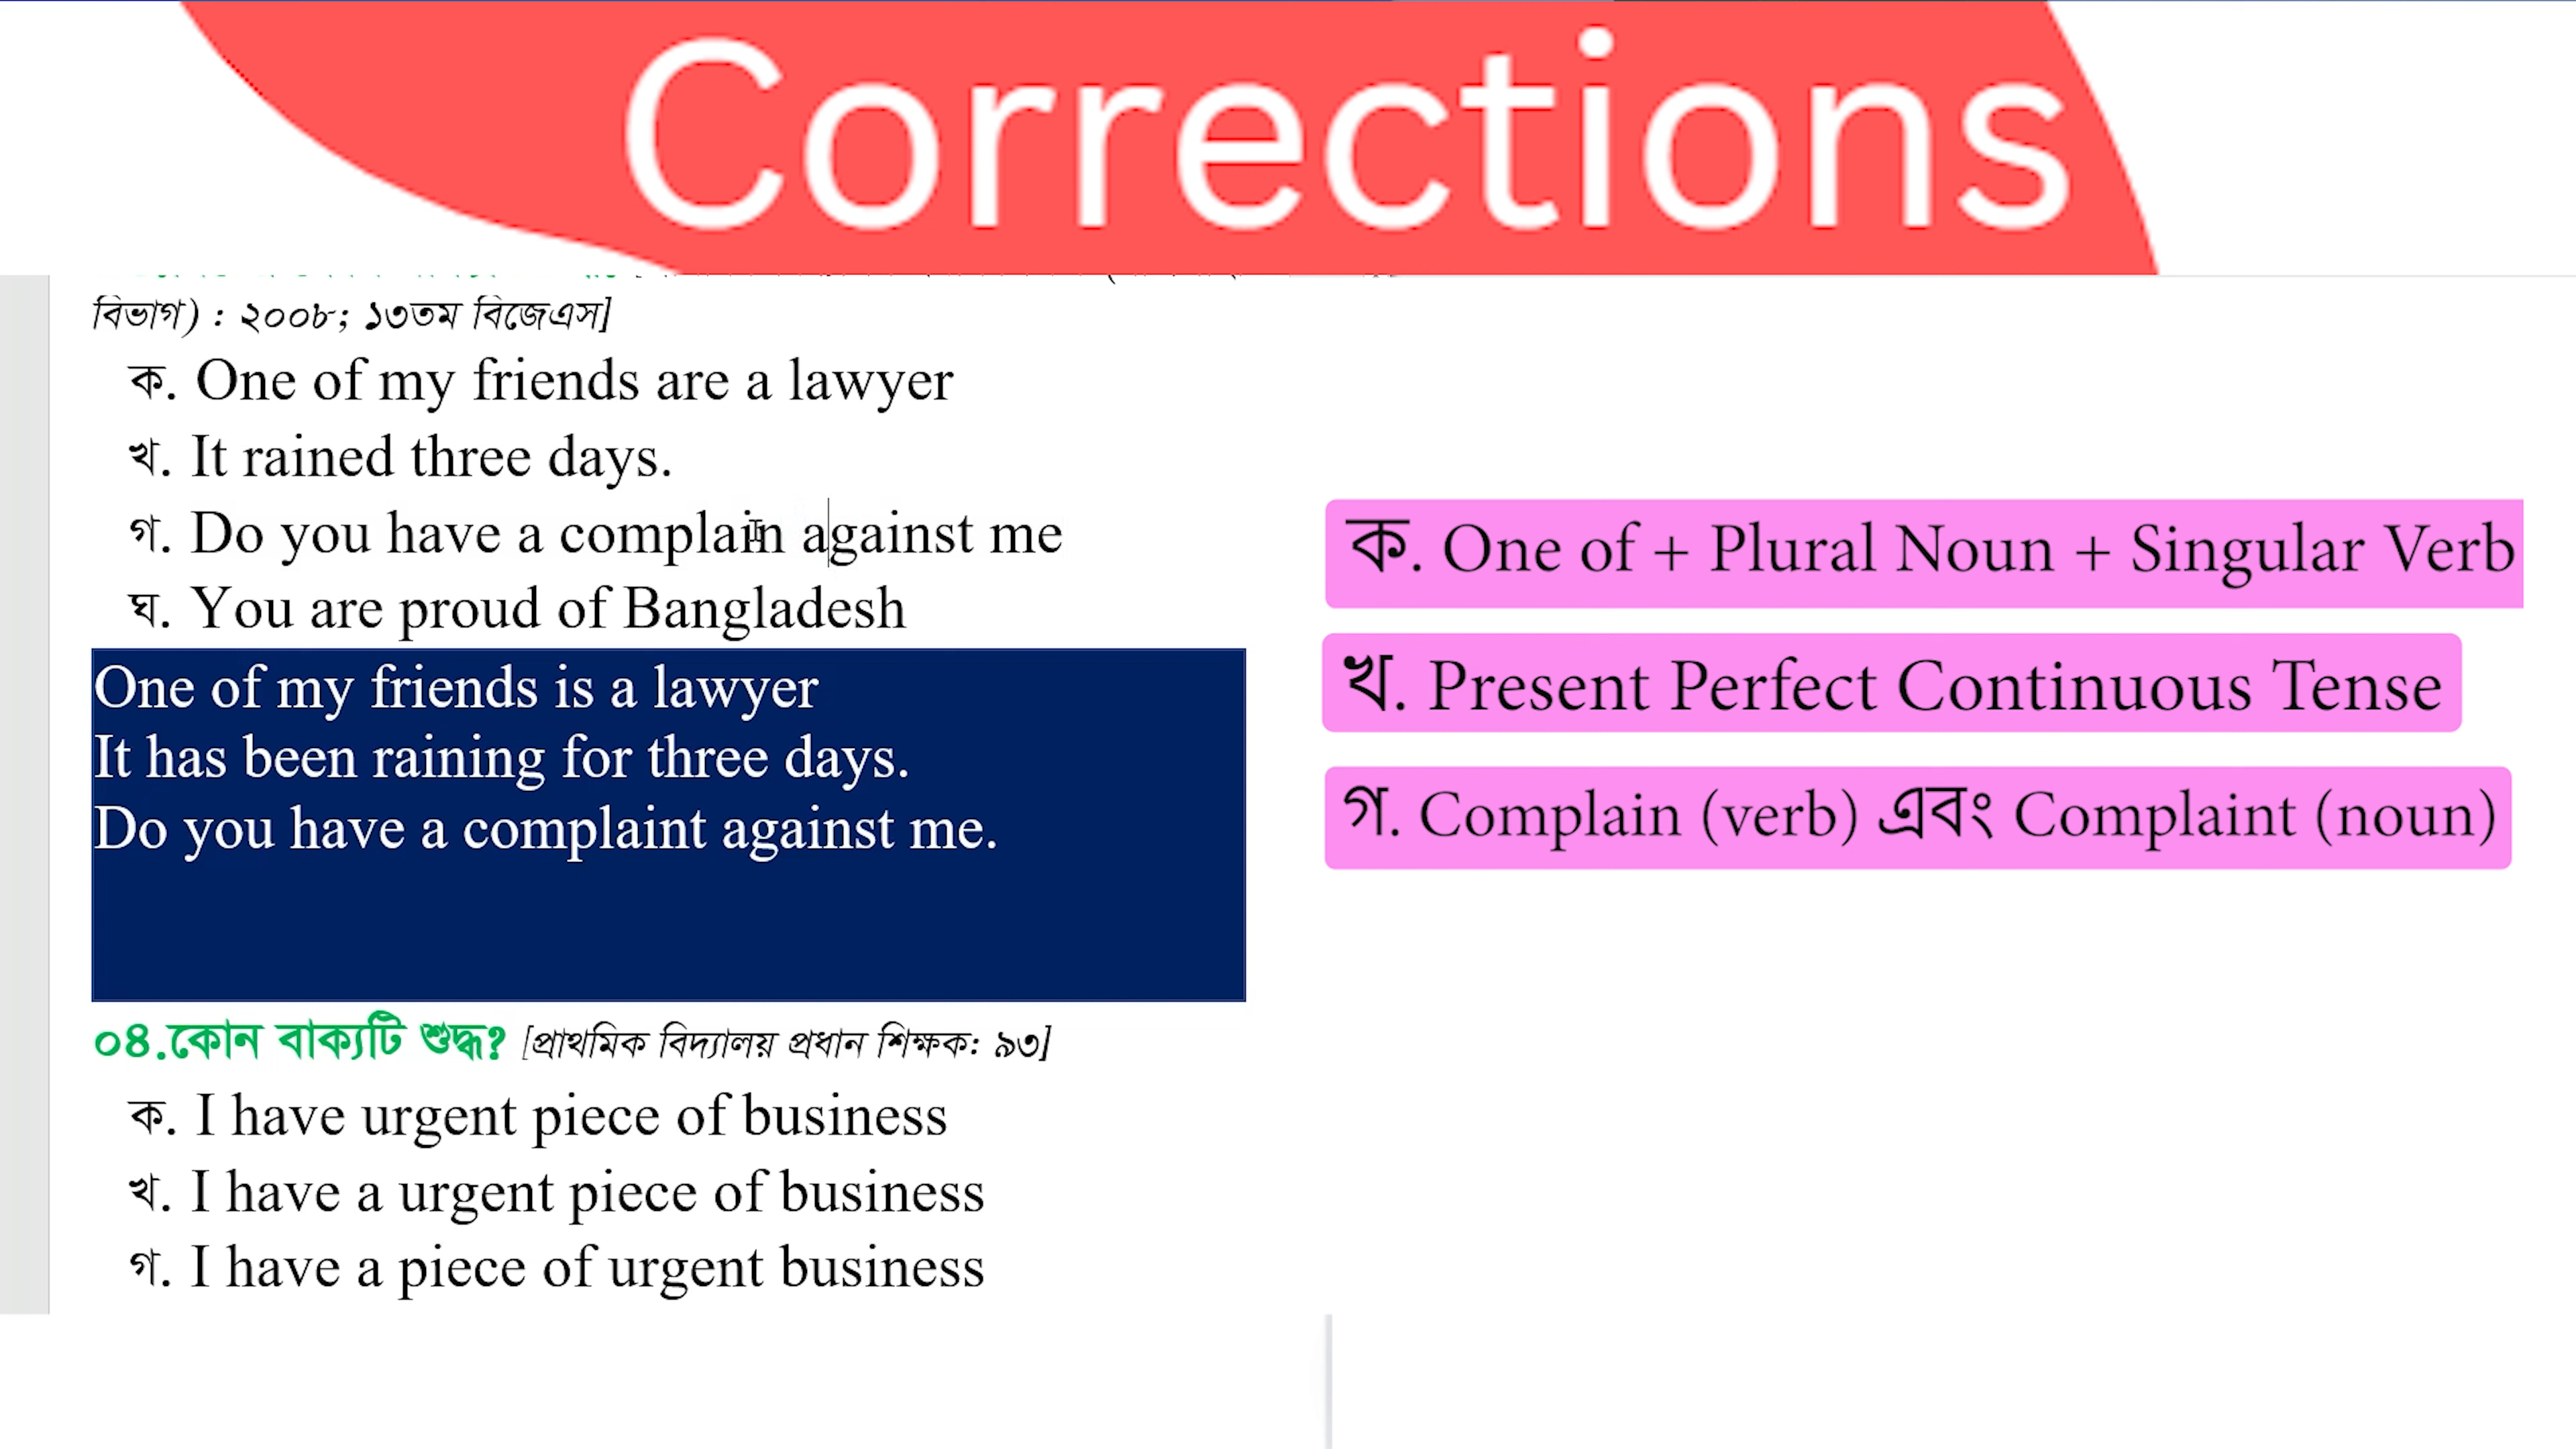 Corrections
বিভাগ) : ২০০৮; ১৩তম বিজেএস]
ক. One of my friends are a lawyer
খ. It rained three days.
গ. Do you have a complain against me
ঘ. You are proud of Bangladesh
One of my friends is a lawyer
It has been raining for three days.
Do you have a complaint against me.
ক. One of + Plural Noun + Singular Verb
খ. Present Perfect Continuous Tense
গ. Complain (verb) এবং Complaint (noun)
০৪.কোন বাক্যটি শুদ্ধ? [প্রাথমিক বিদ্যালয় প্রধান শিক্ষক: ৯৩]
ক. I have urgent piece of business
খ. I have a urgent piece of business
গ. I have a piece of urgent business